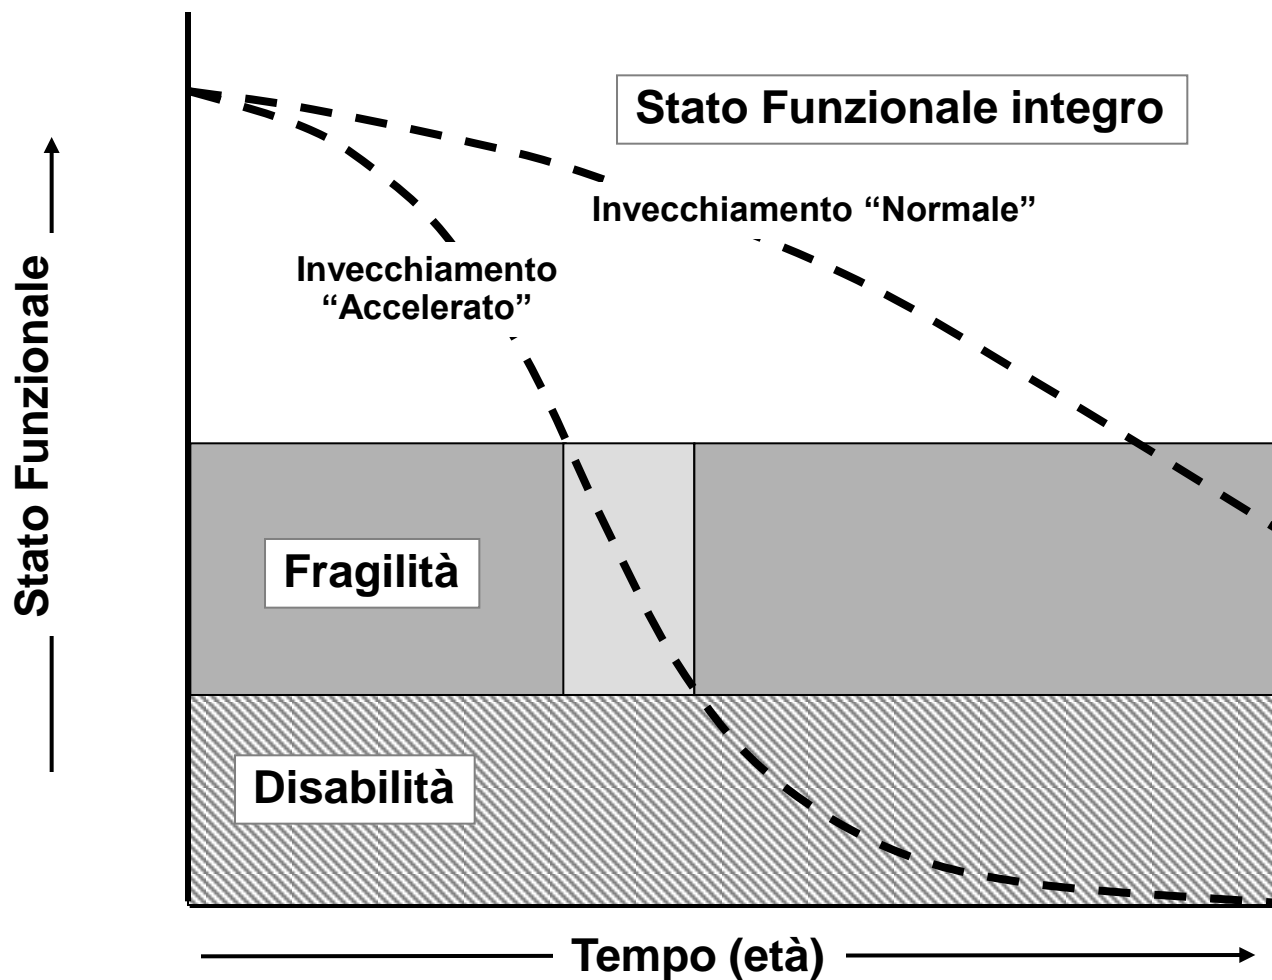 Stato Funzionale integro
Invecchiamento “Normale”
Invecchiamento
“Accelerato”
Stato Funzionale
Fragilità
Disabilità
Tempo (età)